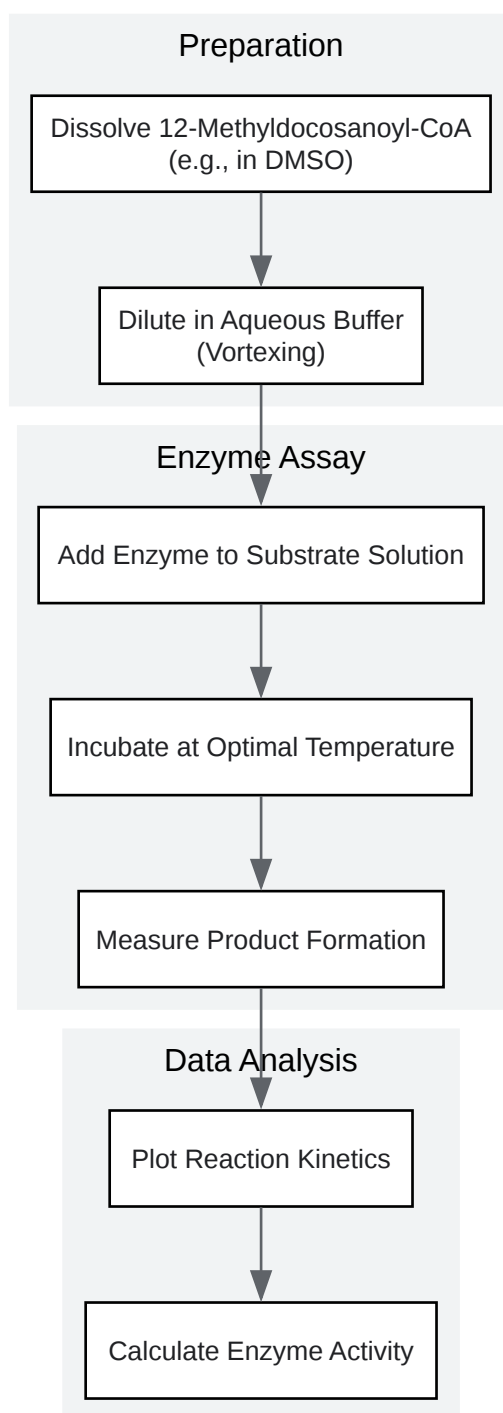 Preparation
Dissolve 12-Methyldocosanoyl-CoA
(e.g., in DMSO)
Dilute in Aqueous Buffer
(Vortexing)
Enzyme Assay
Add Enzyme to Substrate Solution
Incubate at Optimal Temperature
Measure Product Formation
Data Analysis
Plot Reaction Kinetics
Calculate Enzyme Activity